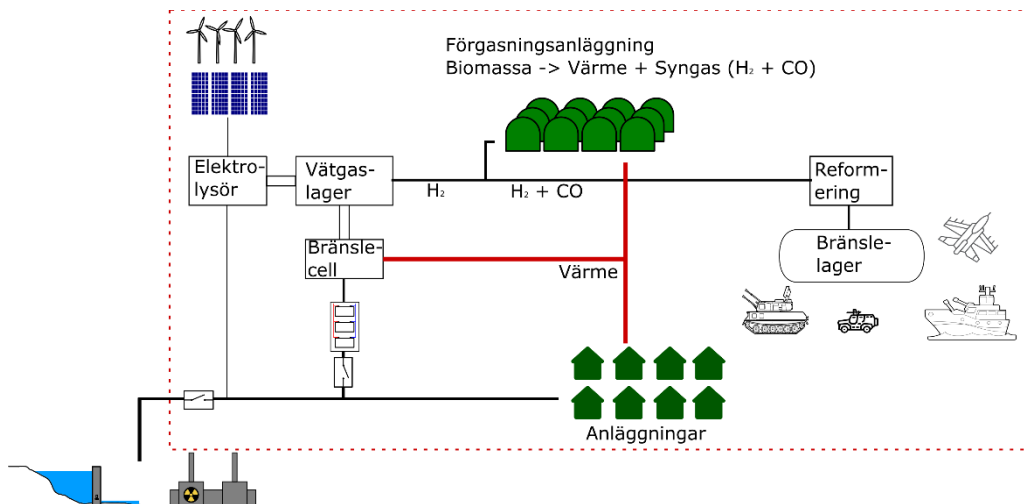 Förgasningsanläggning
Biomassa -> Värme + Syngas (H₂ + CO)
Elektro-
lysör
Vätgas-
lager
H₂
H₂ + CO
Reform-
ering
Bränsle-
cell
Värme
Bränsle-
lager
Anläggningar